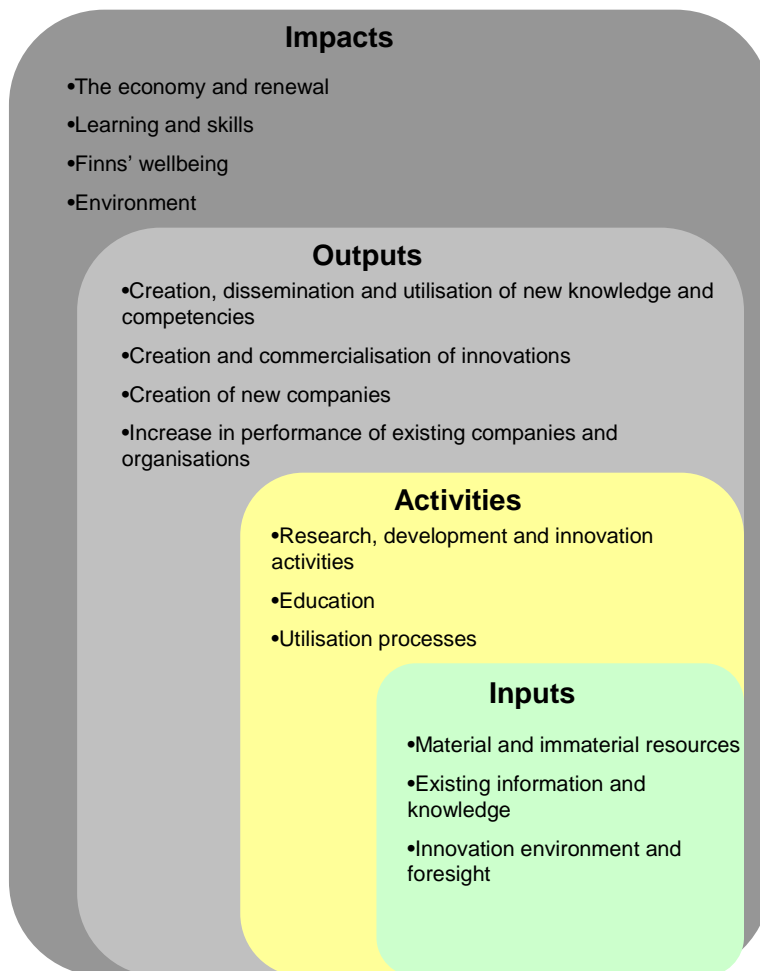 Impacts
•The economy and renewal
•Learning and skills
•Finns' wellbeing
•Environment
Outputs
•Creation, dissemination and utilisation of new knowledge and
competencies
•Creation and commercialisation of innovations
•Creation of new companies
•Increase in performance of existing companies and
organisations
Activities
•Research, development and innovation
activities
•Education
•Utilisation processes
Inputs
•Material and immaterial resources
•Existing information and
knowledge
•Innovation environment and
foresight